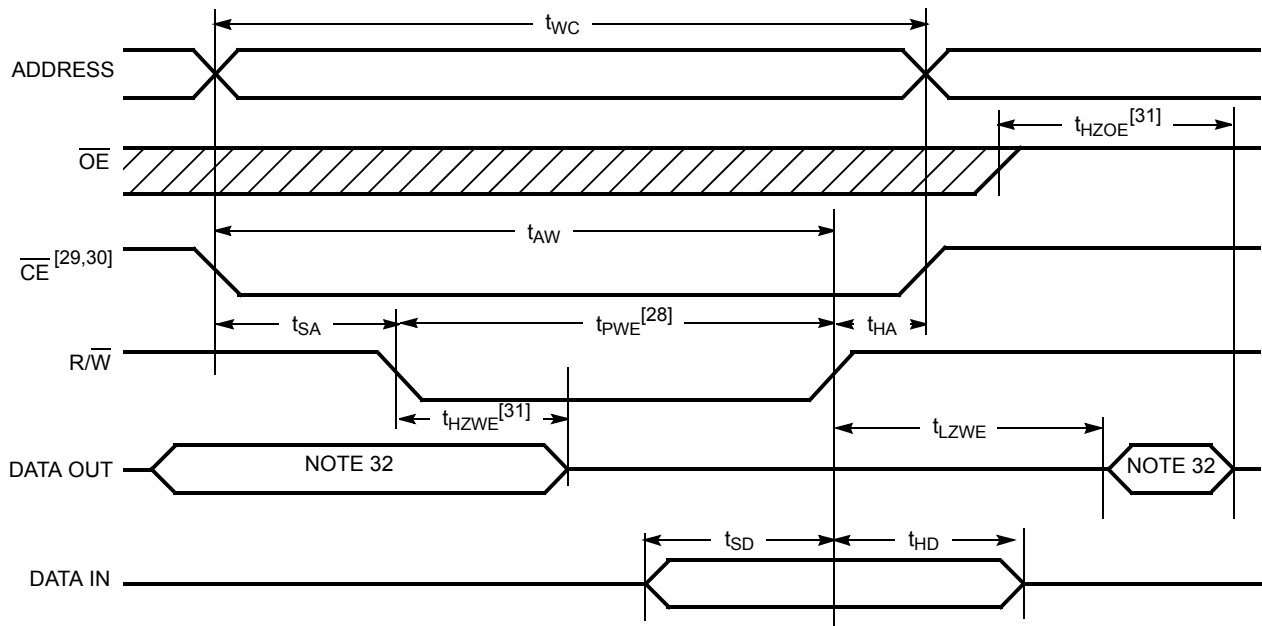 tWC
ADDRESS
tHZOE[31]
OE
tAW
CE [29,30]
tSA
tPWE[28]
tHA
R/W
tHZWE[31]
tLZWE
DATA OUT
NOTE 32
NOTE 32
tSD
tHD
DATA IN